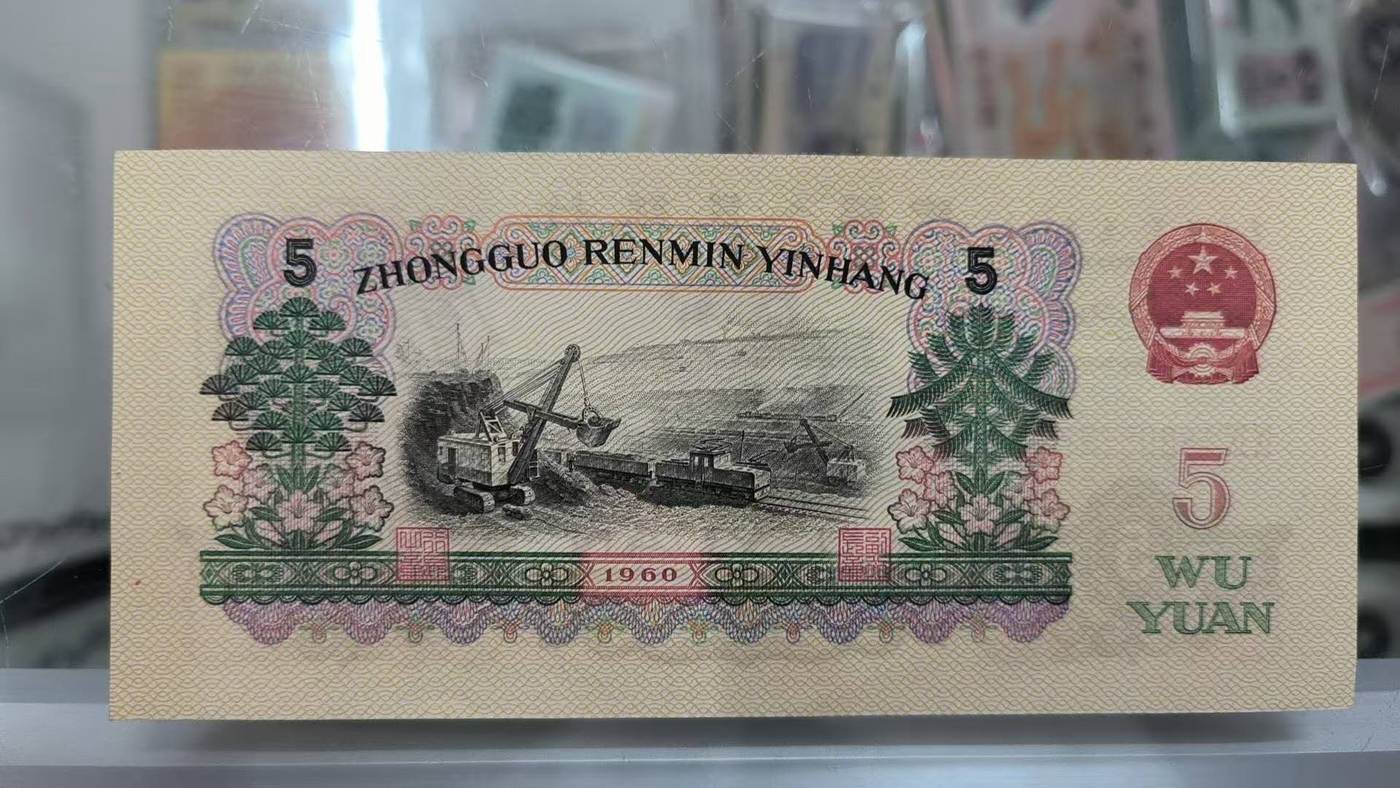 5 ZHONGGUO RENMIN YINHANG 5
5
1960
WU
YUAN